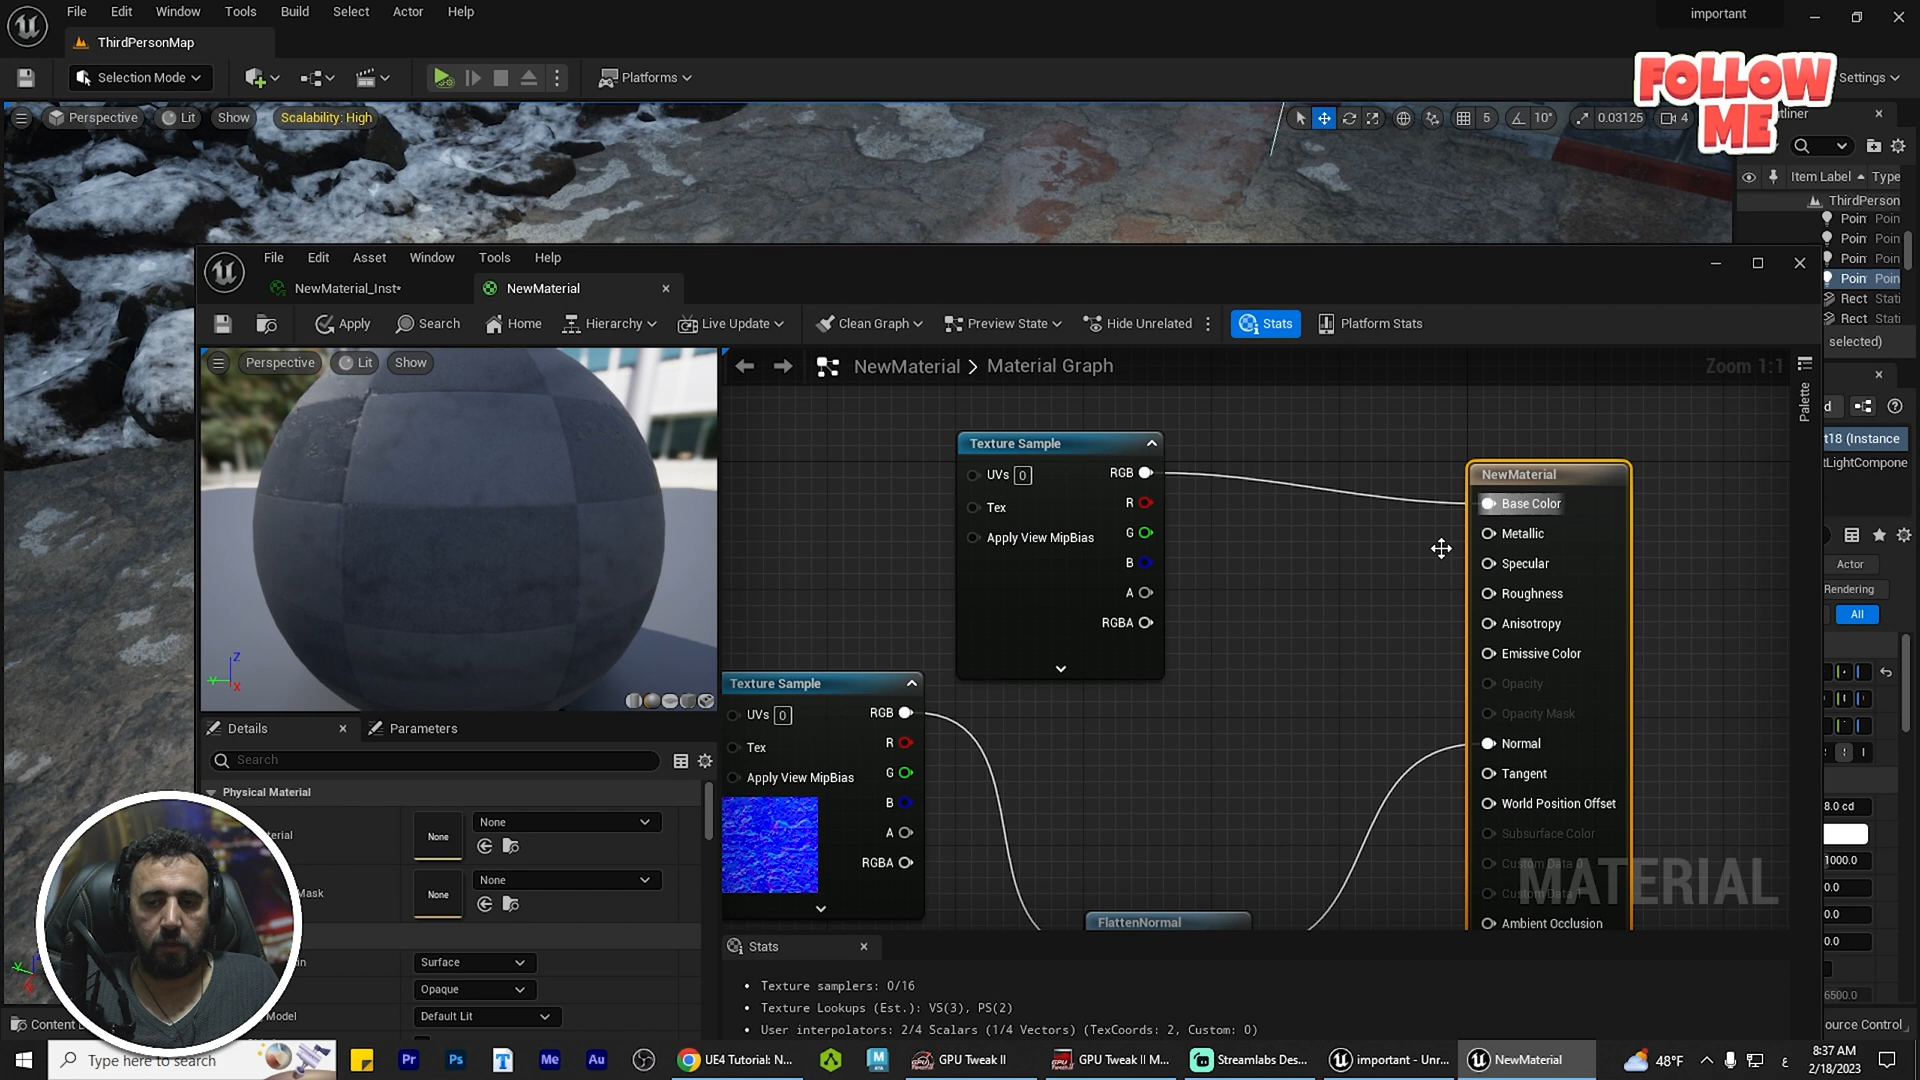 File Edit Window Tools Build Select Actor Help
important
ThirdPersonMap
Selection Mode
Platforms
Settings
FOLLOW
ME
Perspective Lit Show Scalability: High
5 10° 0.03125 4
Item Label Type
ThirdPerson
Poin Poin
Poin Poin
Poin Poin
Poin Poin
Rect Stati
Rect Stati
selected)
File Edit Asset Window Tools Help
NewMaterial_Inst*
NewMaterial
Apply Search Home Hierarchy Live Update Clean Graph Preview State Hide Unrelated Stats Platform Stats
Perspective Lit Show
NewMaterial > Material Graph
Zoom 1:1
Palette
Texture Sample
UVs 0
Tex
Apply View MipBias
RGB
R
G
B
A
RGBA
NewMaterial
Base Color
Metallic
Specular
Roughness
Anisotropy
Emissive Color
Opacity
Opacity Mask
Normal
Tangent
World Position Offset
Subsurface Color
Custom Data 0
Ambient Occlusion
MATERIAL
Texture Sample
UVs 0
Tex
Apply View MipBias
RGB
R
G
B
A
RGBA
FlattenNormal
Details
Parameters
Search
Physical Material
None None
None None
Mask
Surface
Opaque
Model Default Lit
Stats
Texture samplers: 0/16
Texture Lookups (Est.): VS(3), PS(2)
User interpolators: 2/4 Scalars (1/4 Vectors) (TexCoords: 2, Custom: 0)
t18 (Instance
tLightCompone
Actor
Rendering
All
8.0 cd
1000.0
0.0
0.0
0.0
6500.0
ource Control
Type here to search
UE4 Tutorial: N...
GPU Tweak II
GPU Tweak II M...
Streamlabs Des...
important - Unr...
NewMaterial
48°F
8:37 AM
2/18/2023